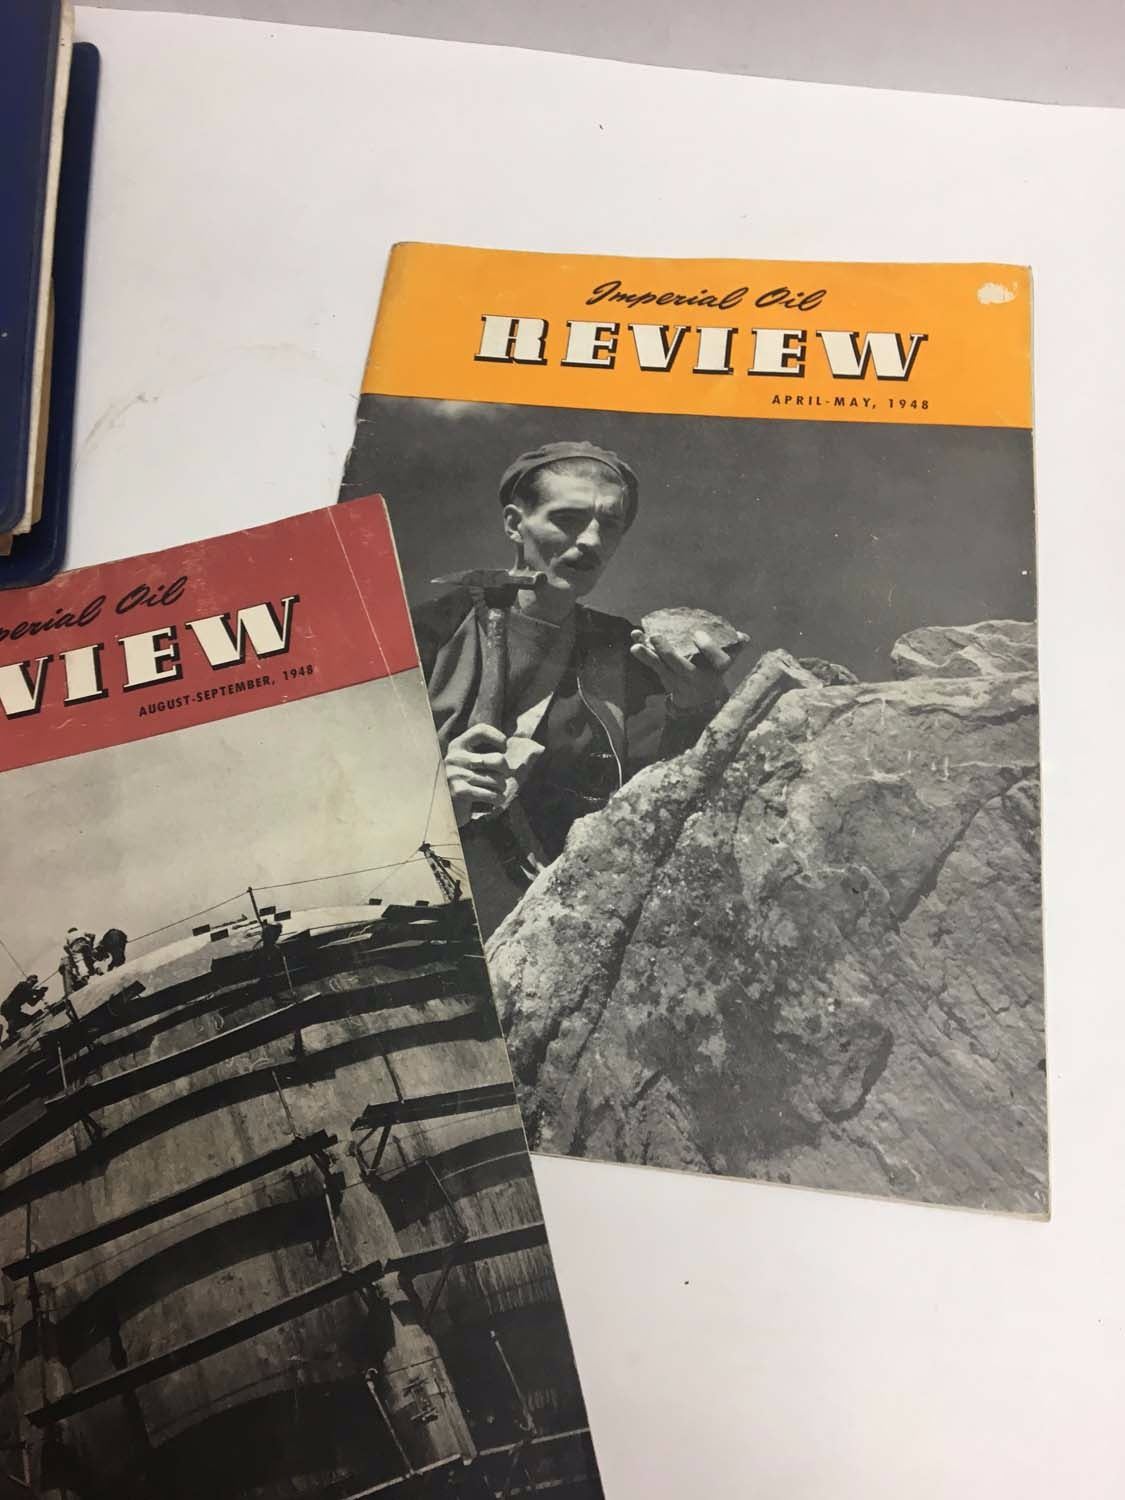 Imperial Oil
REVIEW
APRIL-MAY, 1948
perial Oil
VIEW
AUGUST-SEPTEMBER, 1948